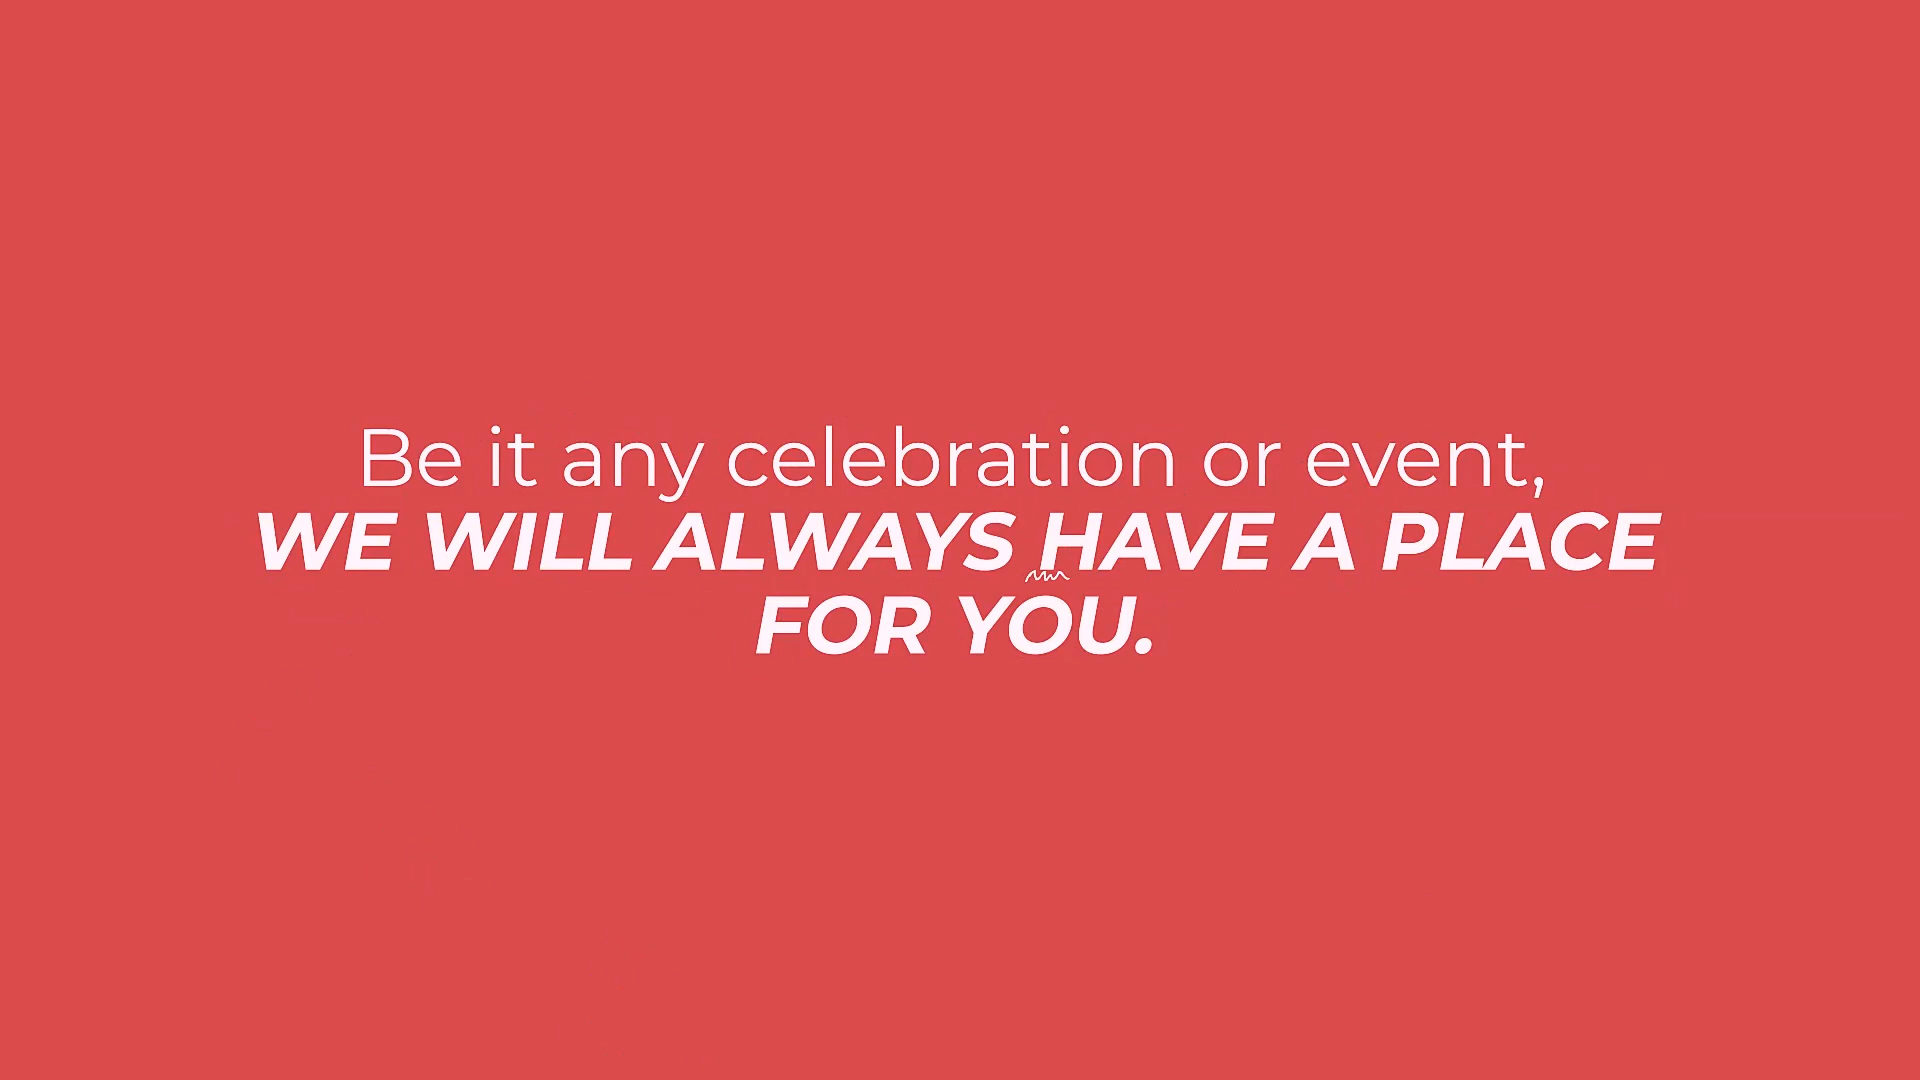 Be it any celebration or event,
WE WILL ALWAYS HAVE A PLACE
FOR YOU.